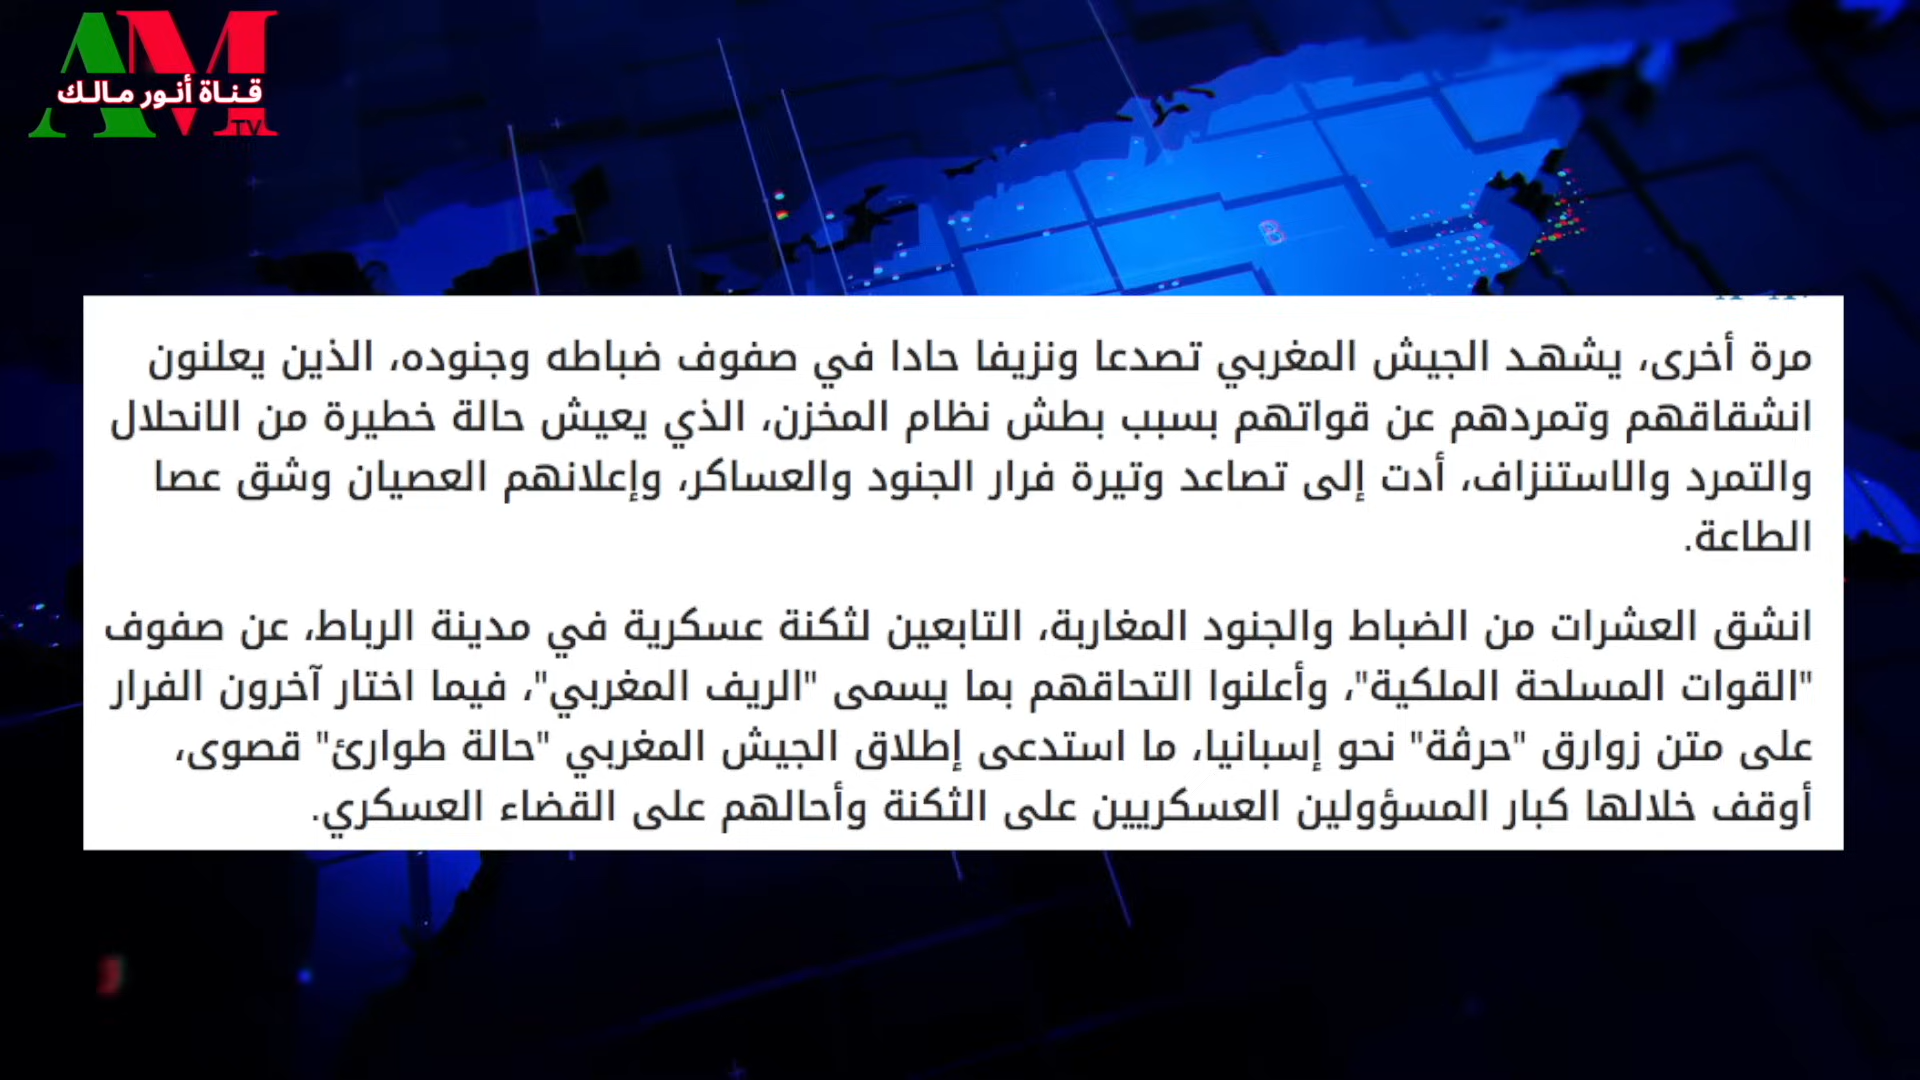 AM
قناة أنور مالك
TV
مرة أخرى، يشهد الجيش المغربي تصدعا ونزيفا حادا في صفوف ضباطه وجنوده، الذين يعلنون
انشقاقهم وتمردهم عن قواتهم بسبب بطش نظام المخزن، الذي يعيش حالة خطيرة من الانحلال
والتمرد والاستنزاف، أدت إلى تصاعد وتيرة فرار الجنود والعساكر، وإعلانهم العصيان وشق عصا
الطاعة.
انشق العشرات من الضباط والجنود المغاربة، التابعين لثكنة عسكرية في مدينة الرباط، عن صفوف
"القوات المسلحة الملكية"، وأعلنوا التحاقهم بما يسمى "الريف المغربي"، فيما اختار آخرون الفرار
على متن زوارق "حرڤة" نحو إسبانيا، ما استدعى إطلاق الجيش المغربي "حالة طوارئ" قصوى،
أوقف خلالها كبار المسؤولين العسكريين على الثكنة وأحالهم على القضاء العسكري.